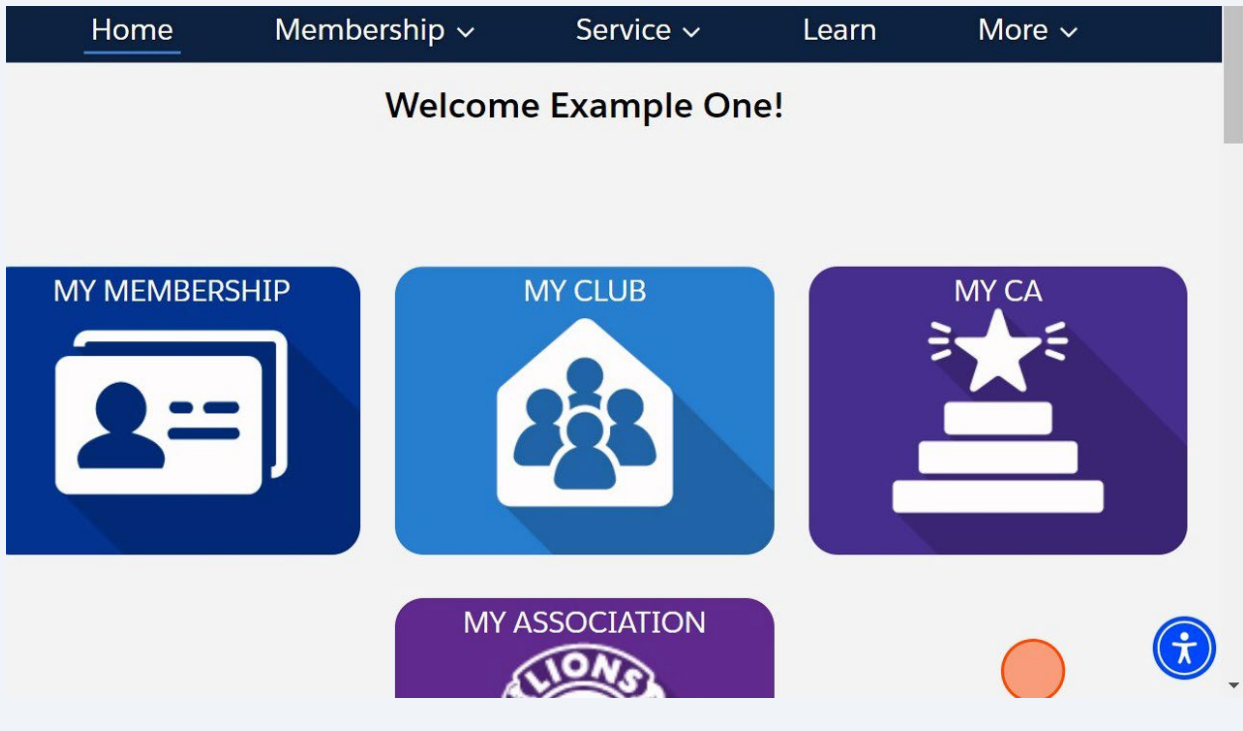 Home Membership Service Learn More
Welcome Example One!
MY MEMBERSHIP MY CLUB MY CA
MY ASSOCIATION
LIONS